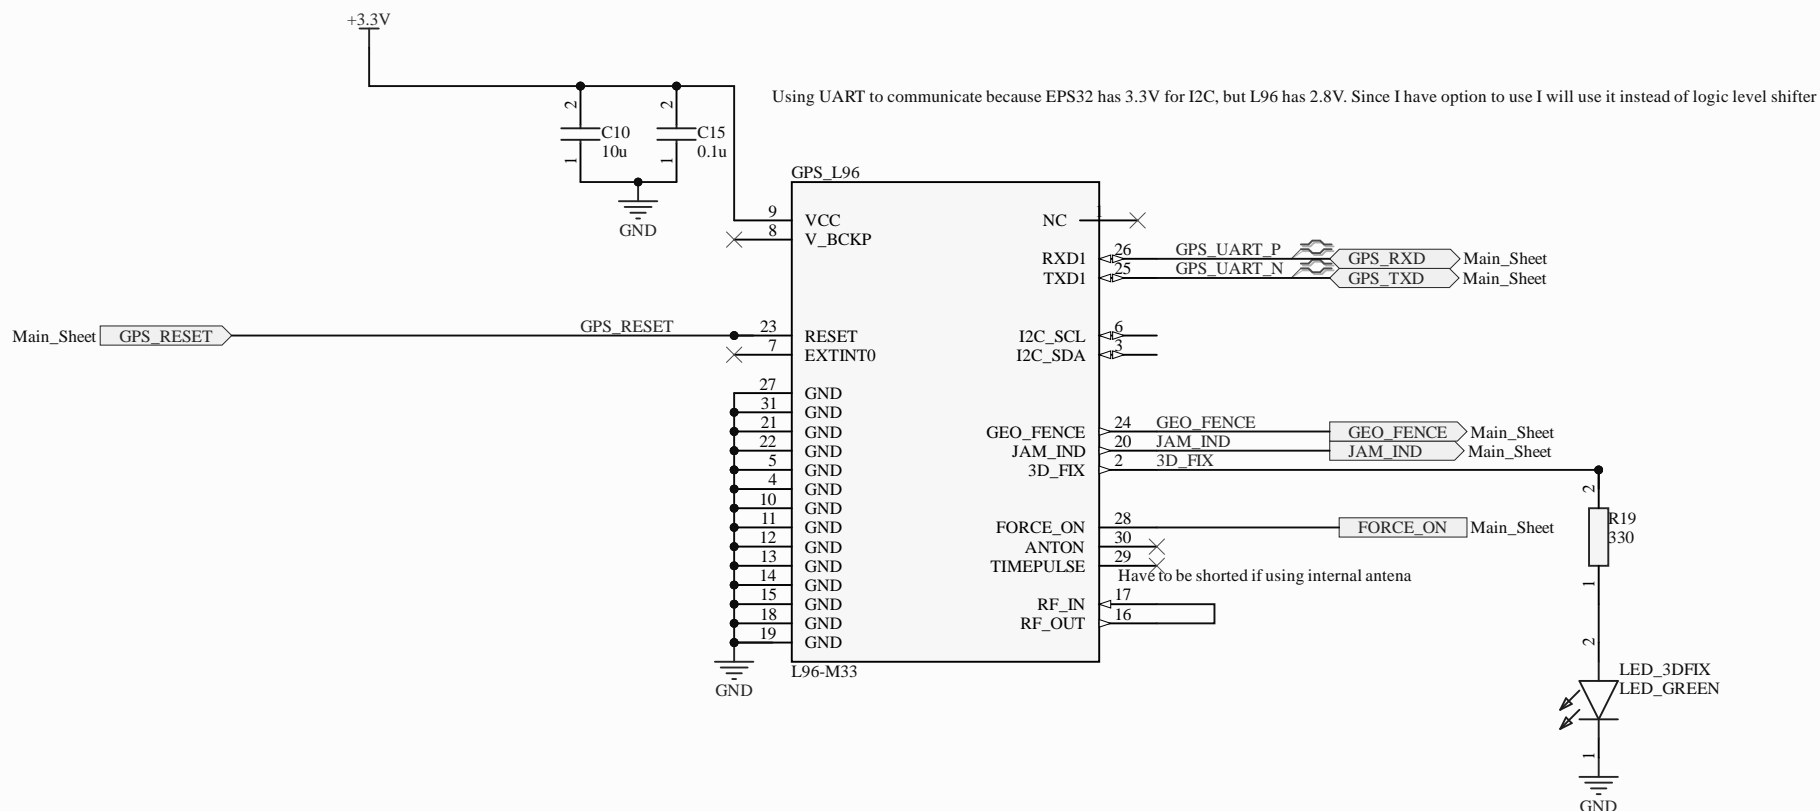 +3.3V
Using UART to communicate because EPS32 has 3.3V for I2C, but L96 has 2.8V. Since I have option to use I will use it instead of logic level shifter
2 2
C10 C15
10u 0.1u
1 1
GND
GPS_L96
9 VCC NC 1
8 V_BCKP
RXD1 26 GPS_UART_P GPS_RXD Main_Sheet
TXD1 25 GPS_UART_N GPS_TXD Main_Sheet
Main_Sheet GPS_RESET GPS_RESET 23 RESET I2C_SCL 6
7 EXTINT0 I2C_SDA 3
27 GND
31 GND
21 GND GEO_FENCE 24 GEO_FENCE GEO_FENCE Main_Sheet
22 GND JAM_IND 20 JAM_IND JAM_IND Main_Sheet
5 GND 3D_FIX 2 3D_FIX
4 GND
10 GND
11 GND FORCE_ON 28 FORCE_ON Main_Sheet
12 GND ANTON 30
13 GND TIMEPULSE 29
Have to be shorted if using internal antena
14 GND
15 GND RF_IN 17
18 GND RF_OUT 16
19 GND
GND
L96-M33
2
R19
330
1
2
LED_3DFIX
LED_GREEN
1
GND